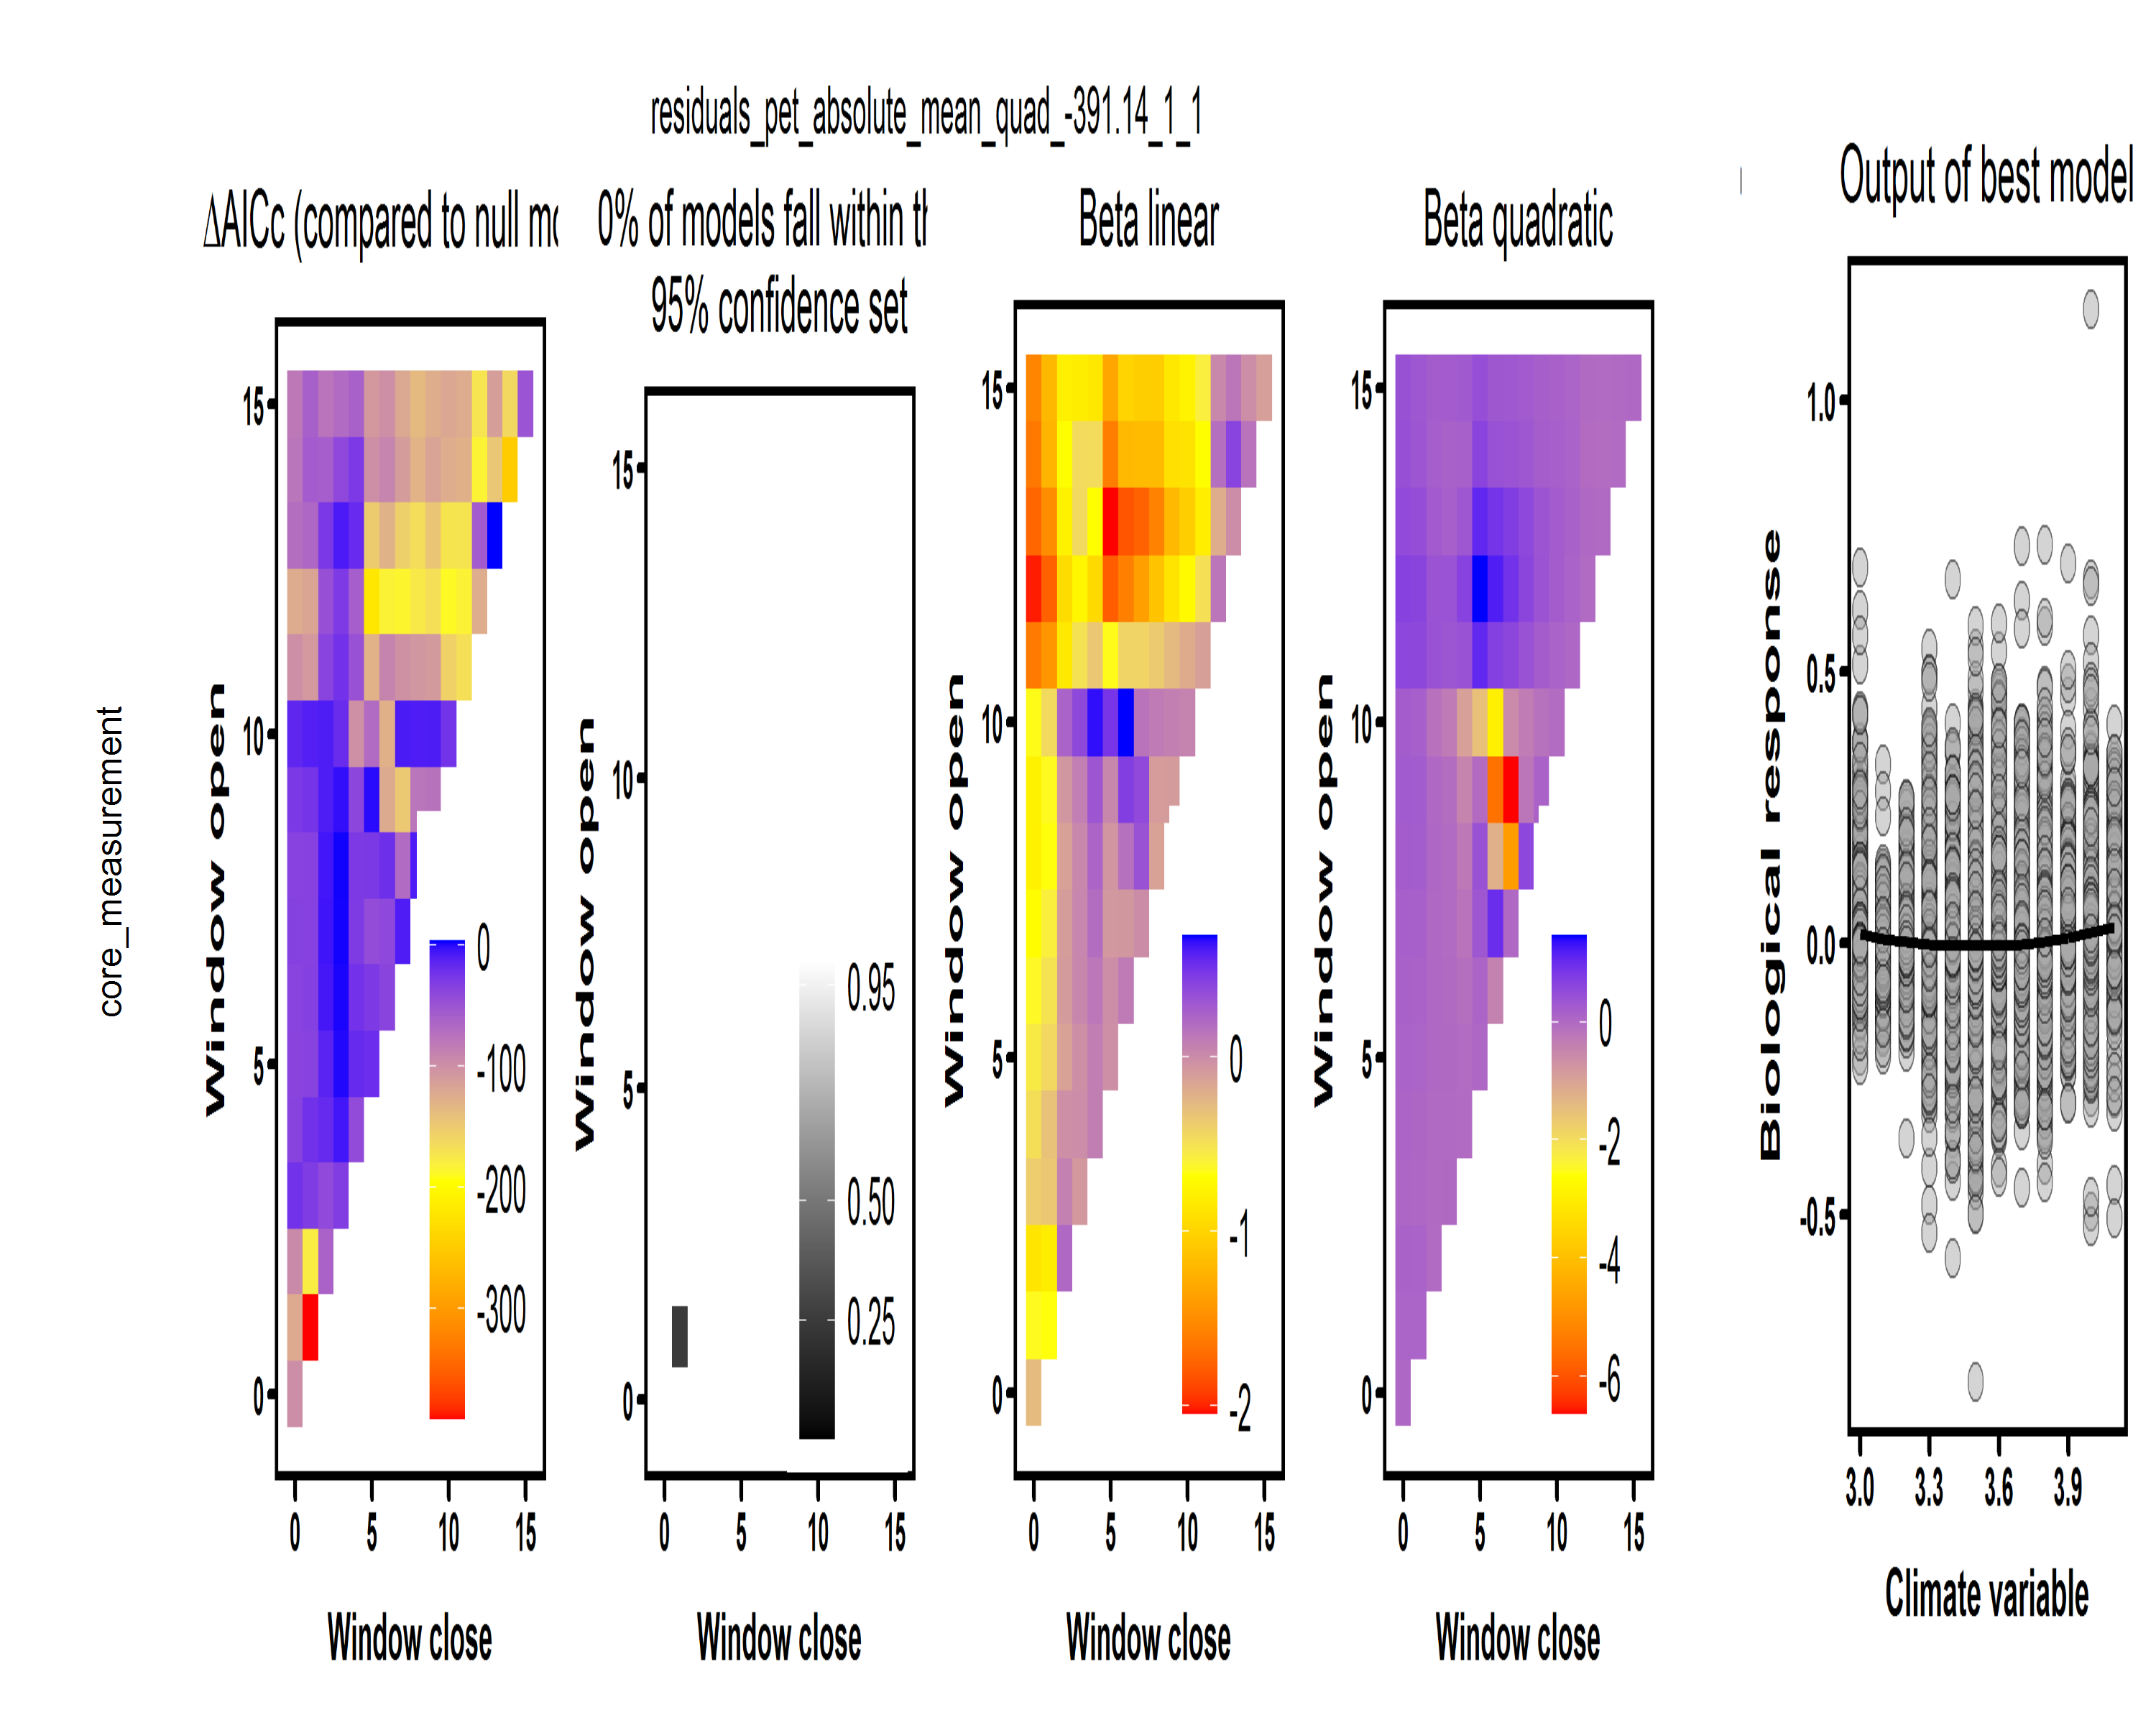 residuals_pet_absolute_mean_quad_-391.14_1_1
core_measurement
ΔAICc (compared to null mo
Window open
15
10
5
0
0
-100
-200
-300
0 5 10 15
Window close
0% of models fall within th
95% confidence set
Window open
15
10
5
0
0.95
0.50
0.25
0 5 10 15
Window close
Beta linear
Window open
15
10
5
0
0
-1
-2
0 5 10 15
Window close
Beta quadratic
Window open
15
10
5
0
0
-2
-4
-6
0 5 10 15
Window close
Output of best model
Biological response
1.0
0.5
0.0
-0.5
3.0 3.3 3.6 3.9
Climate variable